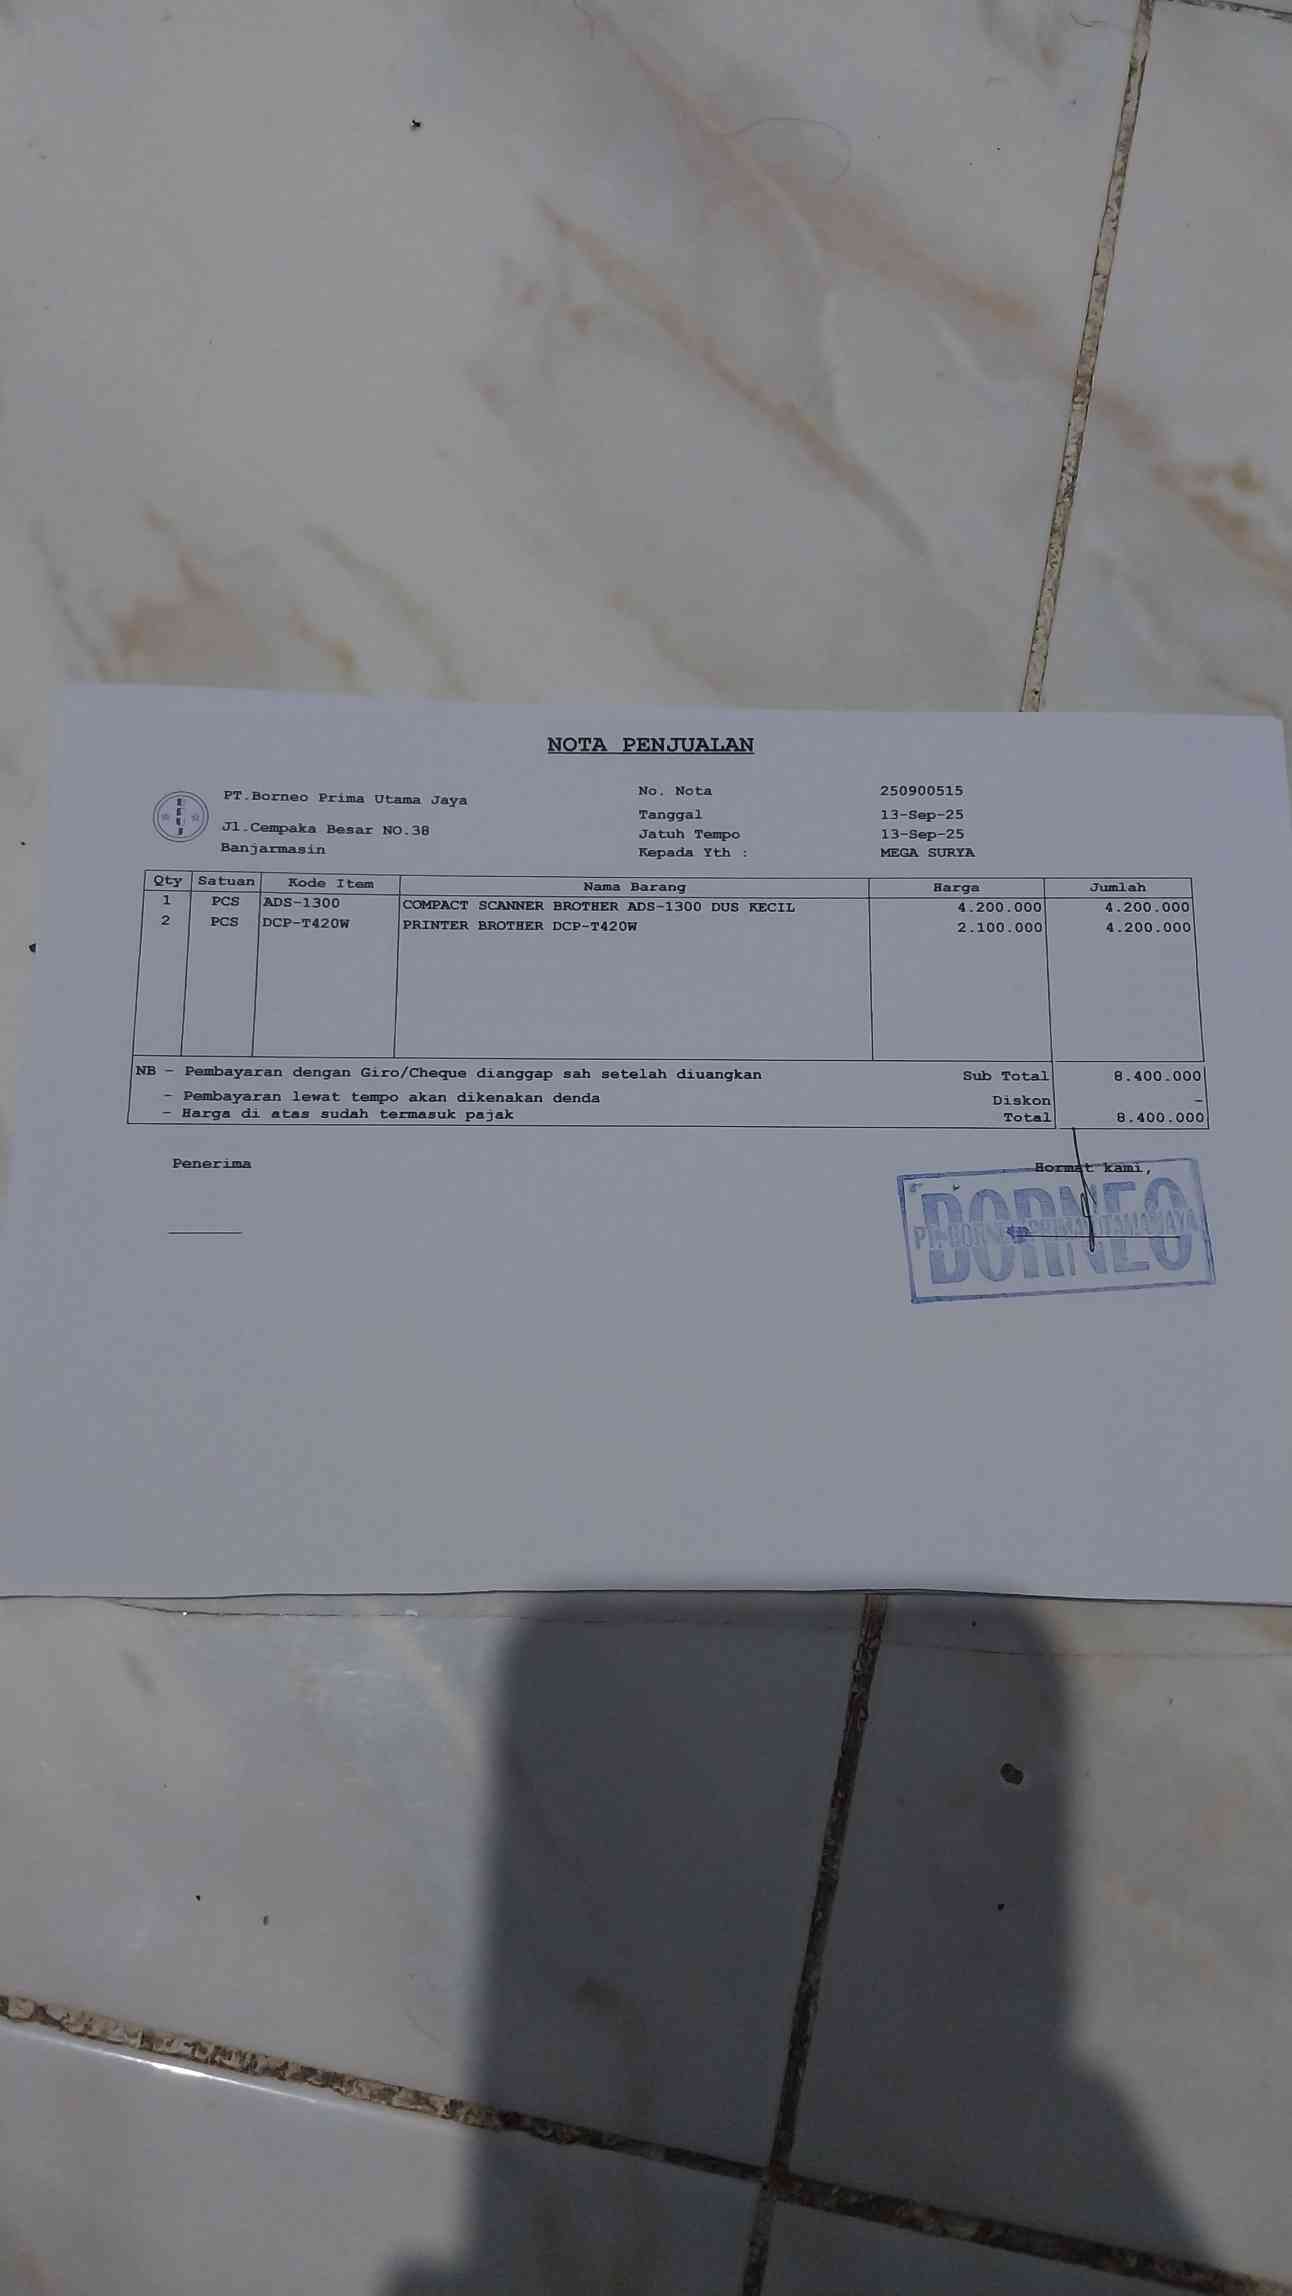 NOTA PENJUALAN
PT.Borneo Prima Utama Jaya
Jl.Cempaka Besar NO.38
Banjarmasin
No. Nota 250900515
Tanggal 13-Sep-25
Jatuh Tempo 13-Sep-25
Kepada Yth : MEGA SURYA
Qty Satuan Kode Item Nama Barang Harga Jumlah
1 PCS ADS-1300 COMPACT SCANNER BROTHER ADS-1300 DUS KECIL 4.200.000 4.200.000
2 PCS DCP-T420W PRINTER BROTHER DCP-T420W 2.100.000 4.200.000
NB - Pembayaran dengan Giro/Cheque dianggap sah setelah diuangkan Sub Total 8.400.000
- Pembayaran lewat tempo akan dikenakan denda Diskon -
- Harga di atas sudah termasuk pajak Total 8.400.000
Penerima Hormat kami,
BORNEO
PT. BORNEO PRIMA UTAMA JAYA